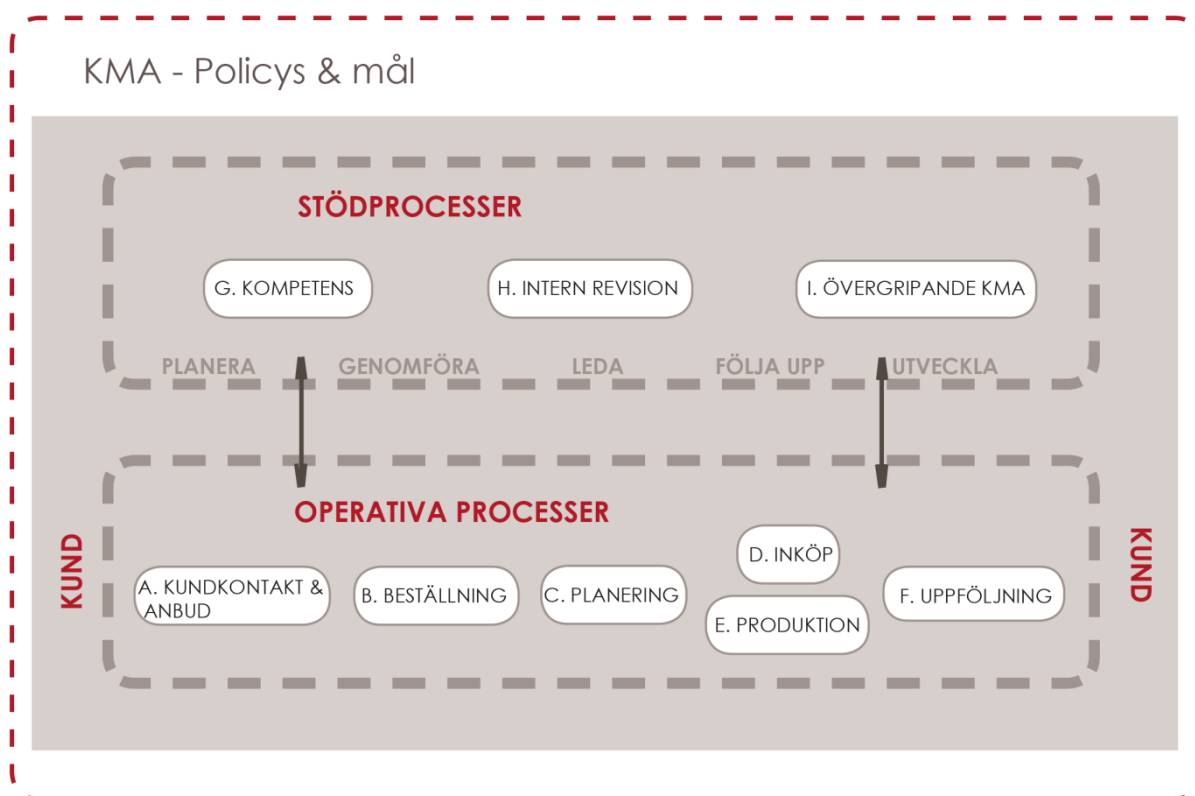 KMA - Policys & mål
STÖDPROCESSER
G. KOMPETENS
H. INTERN REVISION
I. ÖVERGRIPANDE KMA
PLANERA
GENOMFÖRA
LEDA
FÖLJA UPP
UTVECKLA
OPERATIVA PROCESSER
KUND
A. KUNDKONTAKT &
ANBUD
B. BESTÄLLNING
C. PLANERING
D. INKÖP
E. PRODUKTION
F. UPPFÖLJNING
KUND